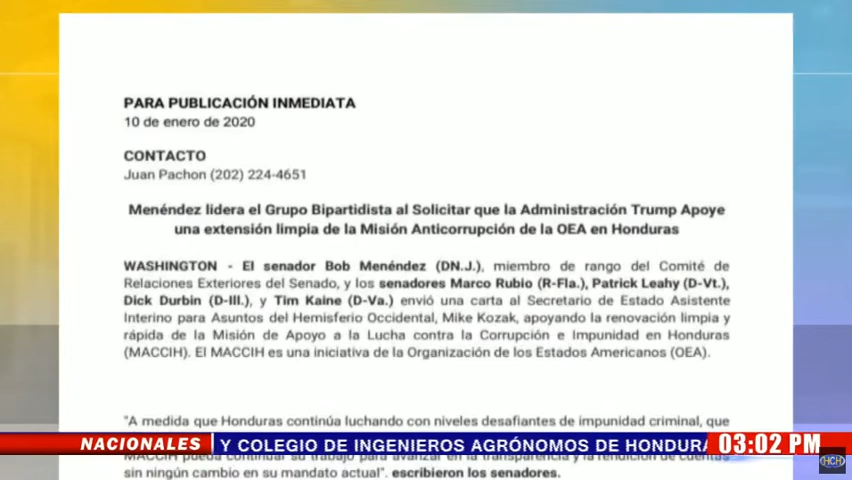 PARA PUBLICACIÓN INMEDIATA
10 de enero de 2020
CONTACTO
Juan Pachon (202) 224-4651
Menéndez lidera el Grupo Bipartidista al Solicitar que la Administración Trump Apoye
una extensión limpia de la Misión Anticorrupción de la OEA en Honduras
WASHINGTON - El senador Bob Menéndez (DN.J.), miembro de rango del Comité de
Relaciones Exteriores del Senado, y los senadores Marco Rubio (R-Fla.), Patrick Leahy (D-Vt.),
Dick Durbin (D-Ill.), y Tim Kaine (D-Va.) envió una carta al Secretario de Estado Asistente
Interino para Asuntos del Hemisferio Occidental, Mike Kozak, apoyando la renovación limpia y
rápida de la Misión de Apoyo a la Lucha contra la Corrupción e Impunidad en Honduras
(MACCIH). El MACCIH es una iniciativa de la Organización de los Estados Americanos (OEA).
"A medida que Honduras continúa luchando con niveles desafiantes de impunidad criminal, que
NACIONALES Y COLEGIO DE INGENIEROS AGRÓNOMOS DE HONDURA 03:02 PM
sin ningún cambio en su mandato actual". escribieron los senadores.
HCH